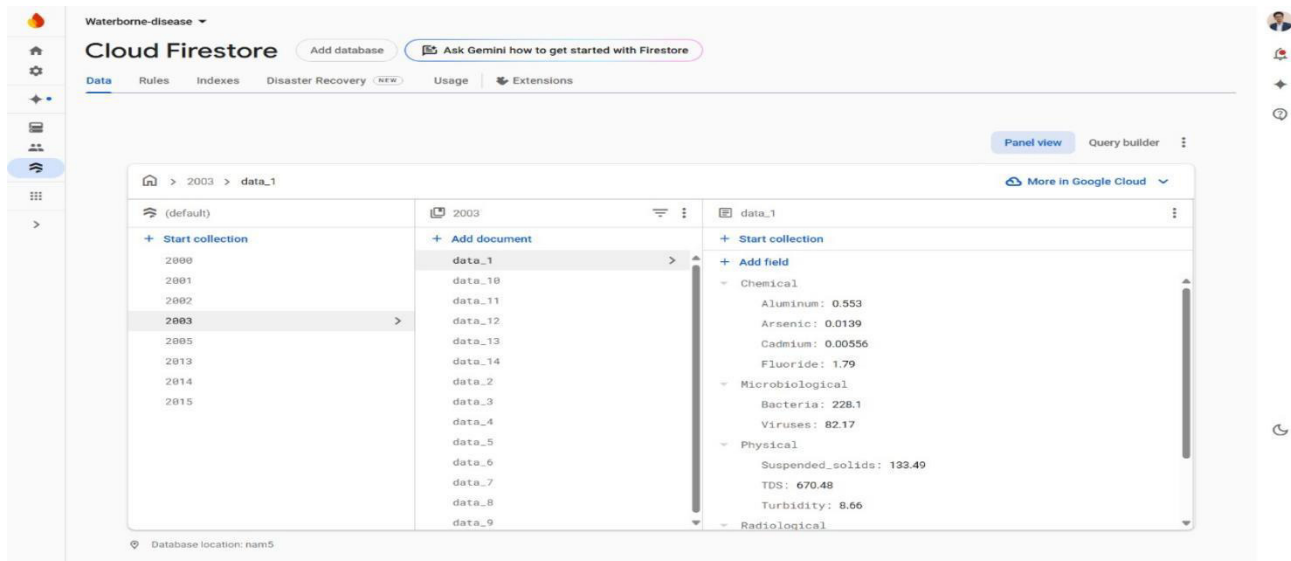 Waterborne-disease
Cloud Firestore
Add database
Ask Gemini how to get started with Firestore
Data
Rules
Indexes
Disaster Recovery NEW
Usage
Extensions
Panel view
Query builder
2003 > data_1
More in Google Cloud
(default)
+ Start collection
2000
2001
2002
2003
2005
2013
2014
2015
2003
+ Add document
data_1
data_10
data_11
data_12
data_13
data_14
data_2
data_3
data_4
data_5
data_6
data_7
data_8
data_9
data_1
+ Start collection
+ Add field
Chemical
Aluminum: 0.553
Arsenic: 0.0139
Cadmium: 0.00556
Fluoride: 1.79
Microbiological
Bacteria: 228.1
Viruses: 82.17
Physical
Suspended_solids: 133.49
TDS: 670.48
Turbidity: 8.66
Radiological
Database location: nam5